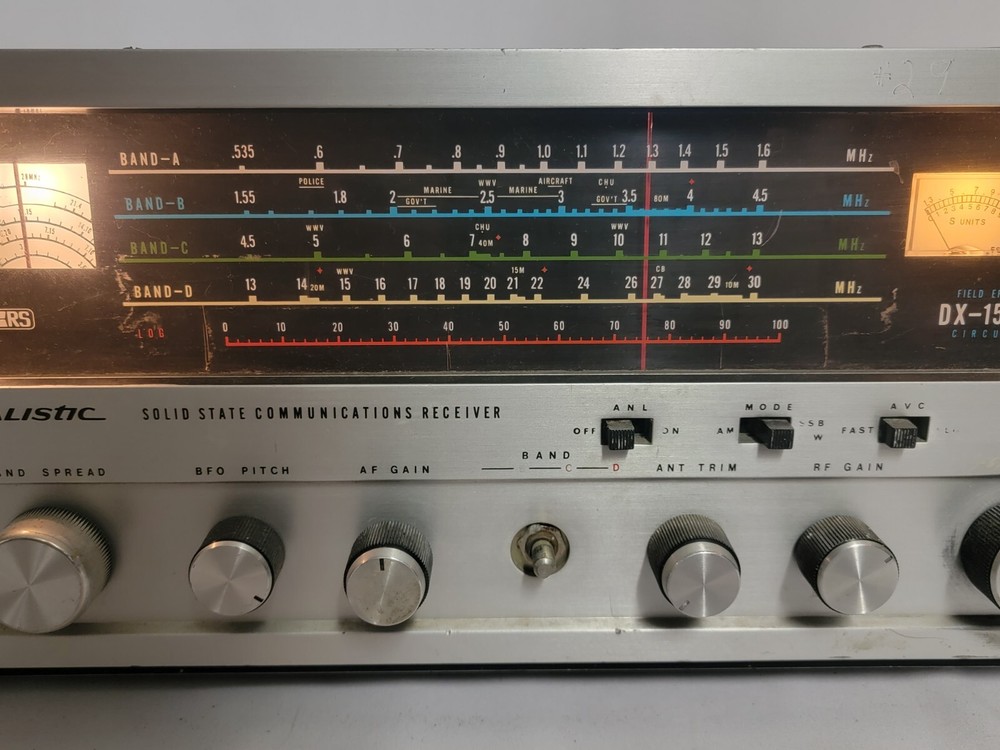 #29
BAND-A .535 .6 .7 .8 .9 1.0 1.1 1.2 1.3 1.4 1.5 1.6 MHz
POLICE MARINE WWV MARINE AIRCRAFT CHU
GOV'T GOV'T 80M
BAND-B 1.55 1.8 2 2.5 3 3.5 4 4.5 MHz
WWV CHU WWV
BAND-C 4.5 5 6 7 40M 8 9 10 11 12 13 MHz
WWV 15M CB
BAND-D 13 14 20M 15 16 17 18 19 20 21 22 24 26 27 28 29 10M 30 MHz
LOG 0 10 20 30 40 50 60 70 80 90 100
S UNITS
ERS
FIELD EF
DX-15
CIRCU
ALISTIC SOLID STATE COMMUNICATIONS RECEIVER
ANL MODE AVC
OFF ON AM SSB FAST
W
BAND
C D
AND SPREAD BFO PITCH AF GAIN ANT TRIM RF GAIN